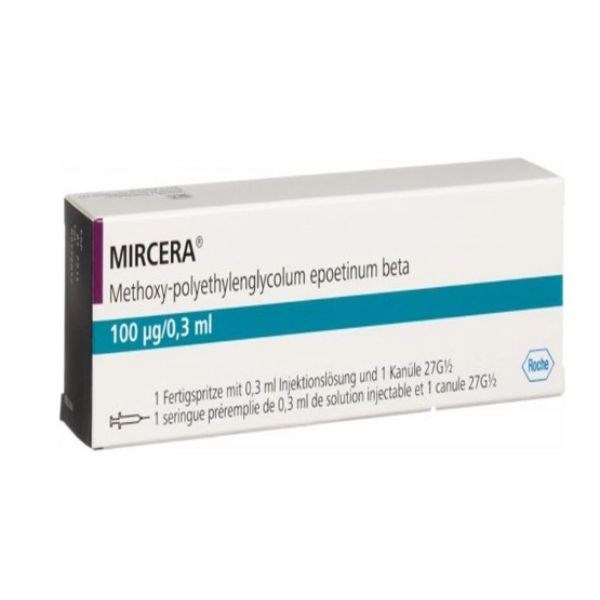 MIRCERA®
Methoxy-polyethylenglycolum epoetinum beta
100 µg/0,3 ml
1 Fertigspritze mit 0,3 ml Injektionslösung und 1 Kanüle 27G½
1 seringue préremplie de 0,3 ml de solution injectable et 1 canule 27G½
Roche